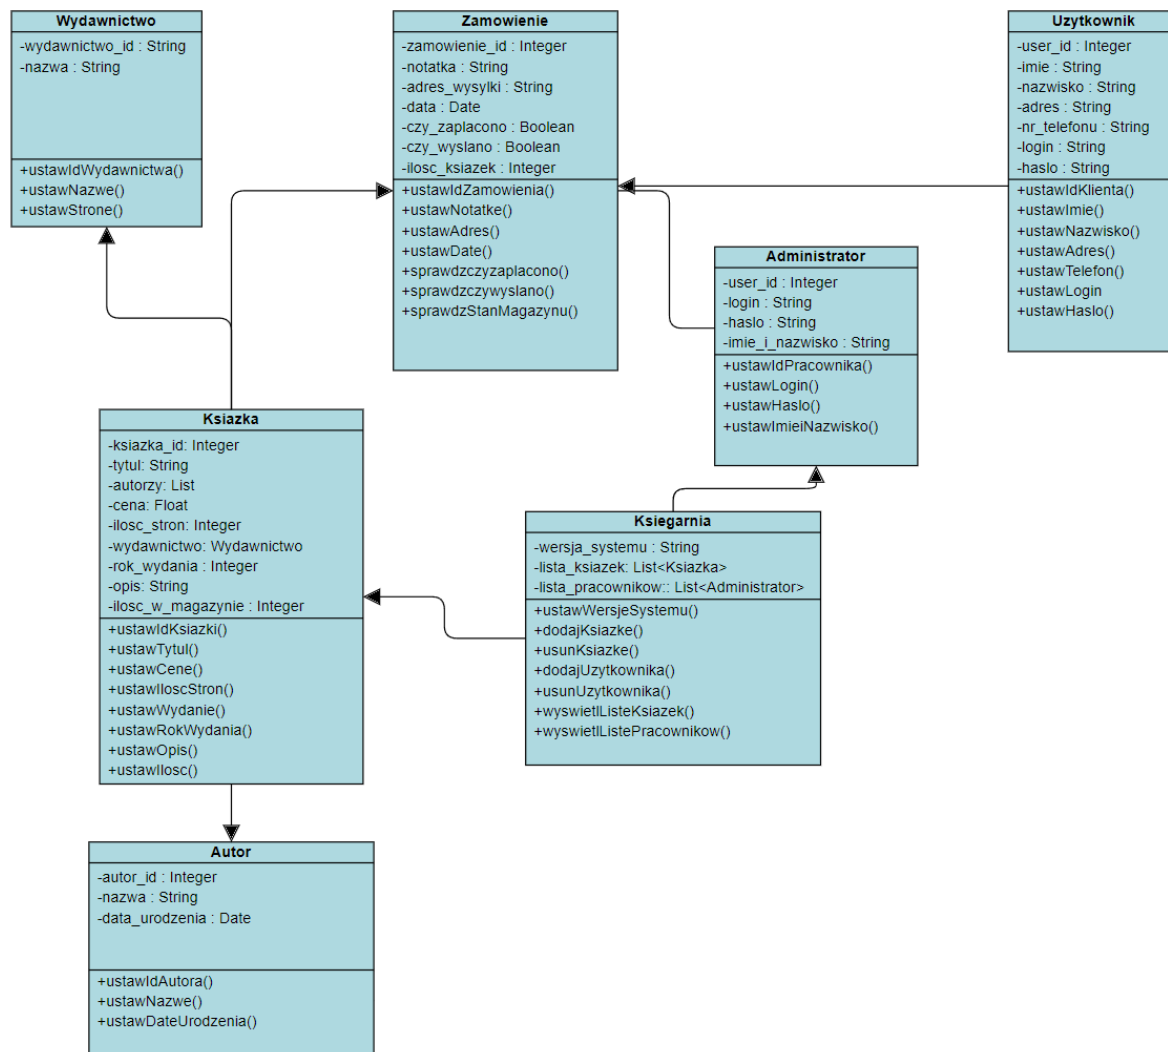 Wydawnictwo
-wydawnictwo_id : String
-nazwa : String
+ustawIdWydawnictwa()
+ustawNazwe()
+ustawStrone()
Zamowienie
-zamowienie_id : Integer
-notatka : String
-adres_wysylki : String
-data : Date
-czy_zaplacono : Boolean
-czy_wyslano : Boolean
-ilosc_ksiazek : Integer
+ustawIdZamowienia()
+ustawNotatke()
+ustawAdres()
+ustawDate()
+sprawdzczyzaplacono()
+sprawdzczywyslano()
+sprawdzStanMagazynu()
Uzytkownik
-user_id : Integer
-imie : String
-nazwisko : String
-adres : String
-nr_telefonu : String
-login : String
-haslo : String
+ustawIdKlienta()
+ustawImie()
+ustawNazwisko()
+ustawAdres()
+ustawTelefon()
+ustawLogin
+ustawHaslo()
Administrator
-user_id : Integer
-login : String
-haslo : String
-imie_i_nazwisko : String
+ustawIdPracownika()
+ustawLogin()
+ustawHaslo()
+ustawImieiNazwisko()
Ksiazka
-ksiazka_id: Integer
-tytul: String
-autorzy: List
-cena: Float
-ilosc_stron: Integer
-wydawnictwo: Wydawnictwo
-rok_wydania : Integer
-opis: String
-ilosc_w_magazynie : Integer
+ustawIdKsiazki()
+ustawTytul()
+ustawCene()
+ustawIloscStron()
+ustawWydanie()
+ustawRokWydania()
+ustawOpis()
+ustawIlosc()
Ksiegarnia
-wersja_systemu : String
-lista_ksiazek: List<Ksiazka>
-lista_pracownikow:: List<Administrator>
+ustawWersjeSystemu()
+dodajKsiazke()
+usunKsiazke()
+dodajUzytkownika()
+usunUzytkownika()
+wyswietlListeKsiazek()
+wyswietlListePracownikow()
Autor
-autor_id : Integer
-nazwa : String
-data_urodzenia : Date
+ustawIdAutora()
+ustawNazwe()
+ustawDateUrodzenia()